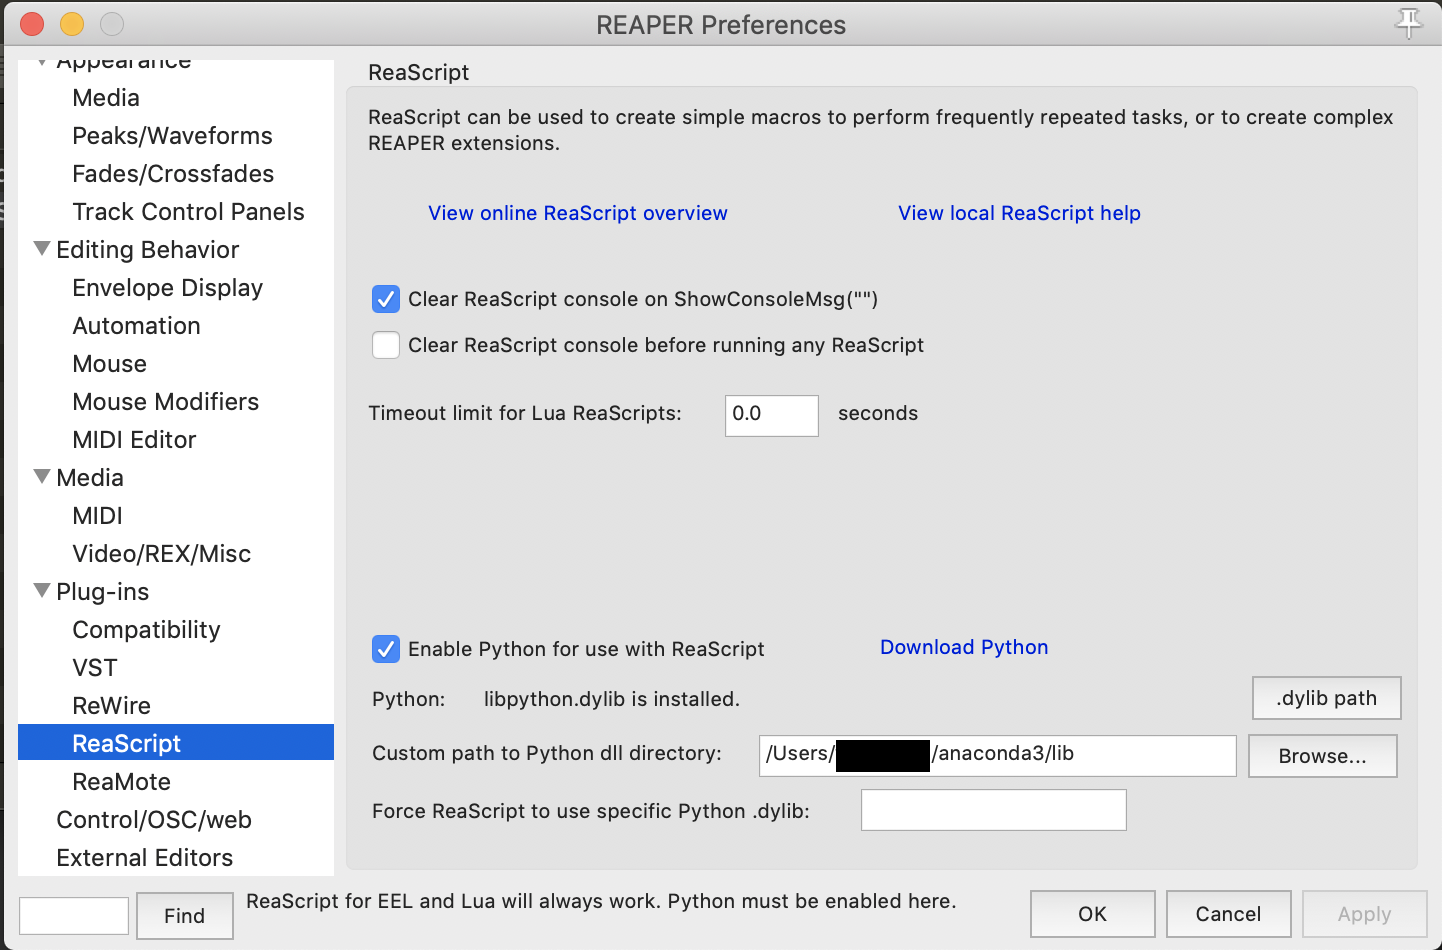 REAPER Preferences
Appearance
Media
Peaks/Waveforms
Fades/Crossfades
Track Control Panels
Editing Behavior
Envelope Display
Automation
Mouse
Mouse Modifiers
MIDI Editor
Media
MIDI
Video/REX/Misc
Plug-ins
Compatibility
VST
ReWire
ReaScript
ReaMote
Control/OSC/web
External Editors
Find
ReaScript
ReaScript can be used to create simple macros to perform frequently repeated tasks, or to create complex
REAPER extensions.
View online ReaScript overview View local ReaScript help
Clear ReaScript console on ShowConsoleMsg("")
Clear ReaScript console before running any ReaScript
Timeout limit for Lua ReaScripts: 0.0 seconds
Enable Python for use with ReaScript Download Python
Python: libpython.dylib is installed. .dylib path
Custom path to Python dll directory: /Users/ /anaconda3/lib Browse...
Force ReaScript to use specific Python .dylib:
ReaScript for EEL and Lua will always work. Python must be enabled here.
OK Cancel Apply